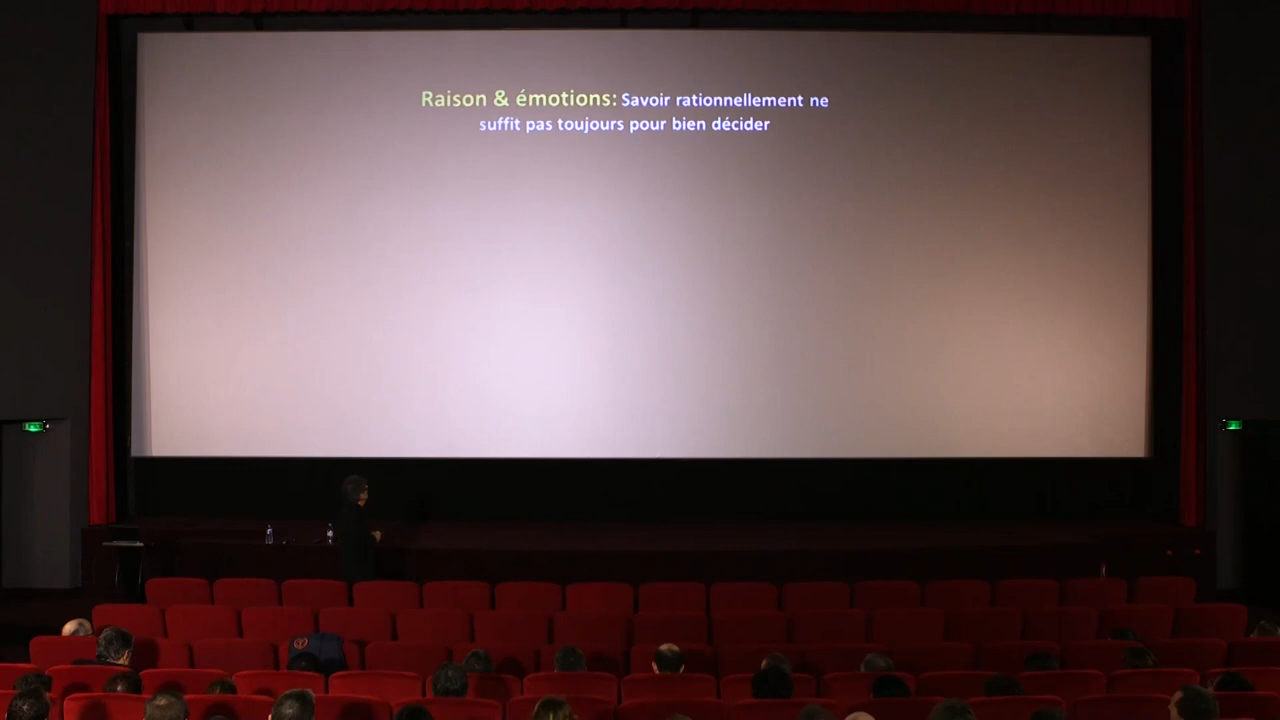 Raison & émotions: Savoir rationnellement ne
suffit pas toujours pour bien décider